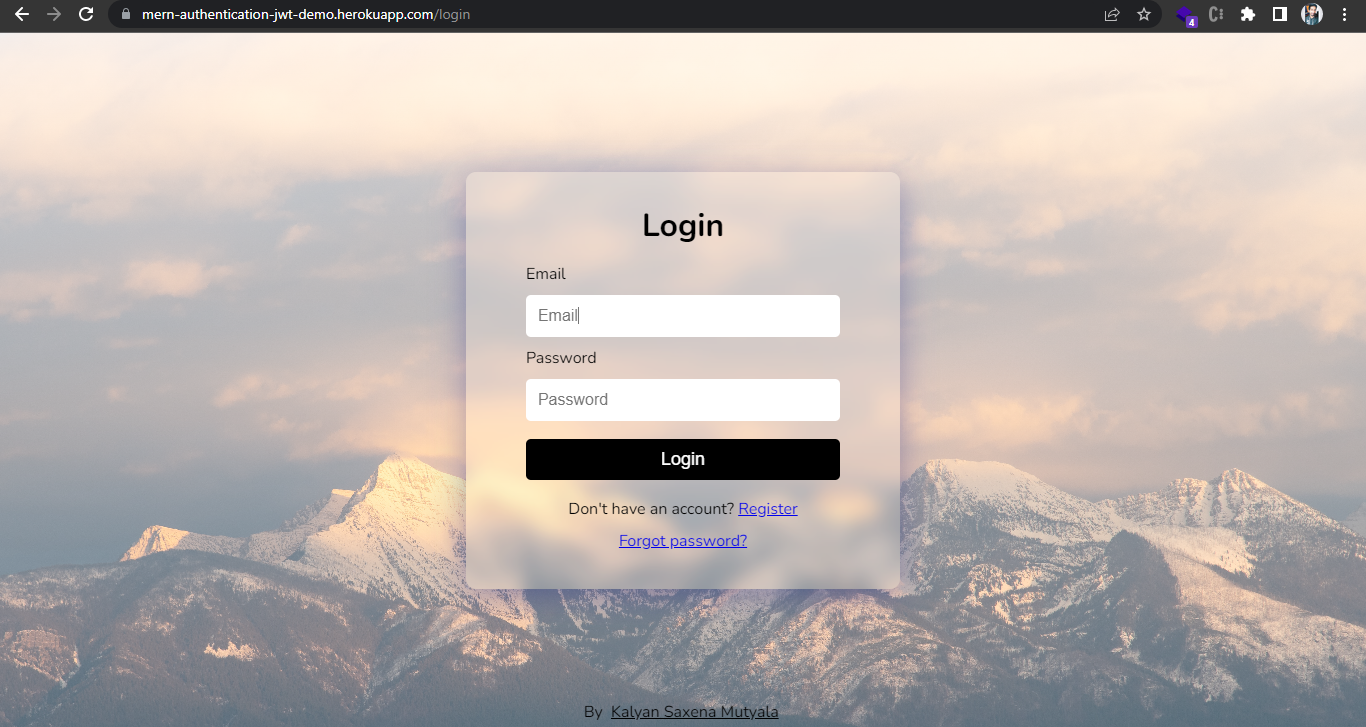 mern-authentication-jwt-demo.herokuapp.com/login
4
Login
Email
Email
Password
Password
Login
Don't have an account? Register
Forgot password?
By Kalyan Saxena Mutyala